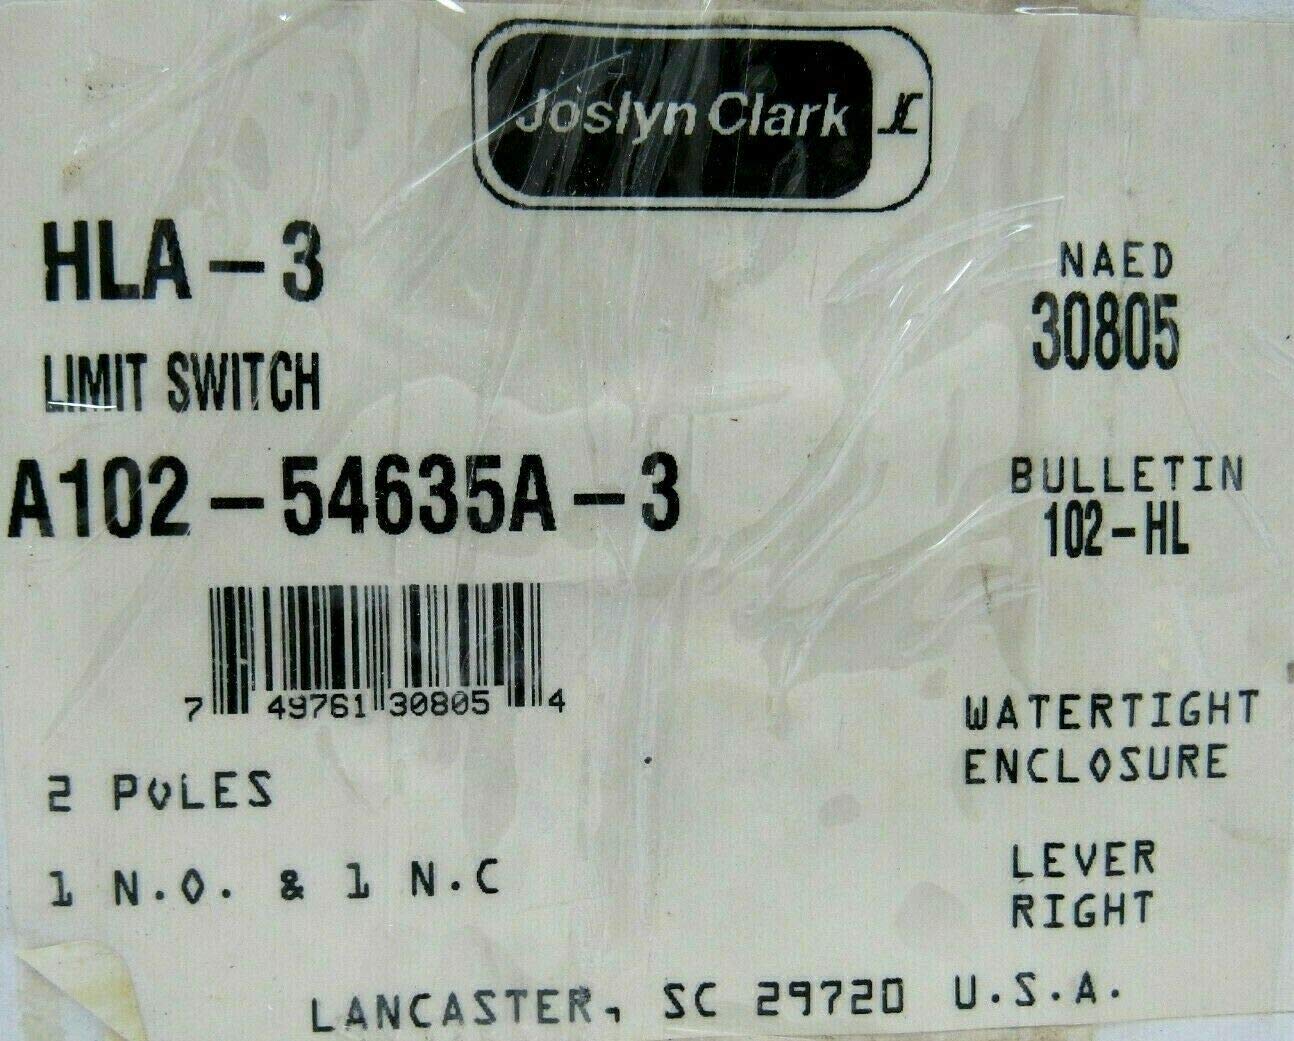 Joslyn Clark JC
HLA-3
LIMIT SWITCH
A102-54635A-3
7 49761 30805 4
2 POLES
1 N.O. & 1 N.C
NAED
30805
BULLETIN
102-HL
WATERTIGHT
ENCLOSURE
LEVER
RIGHT
LANCASTER, SC 29720 U.S.A.